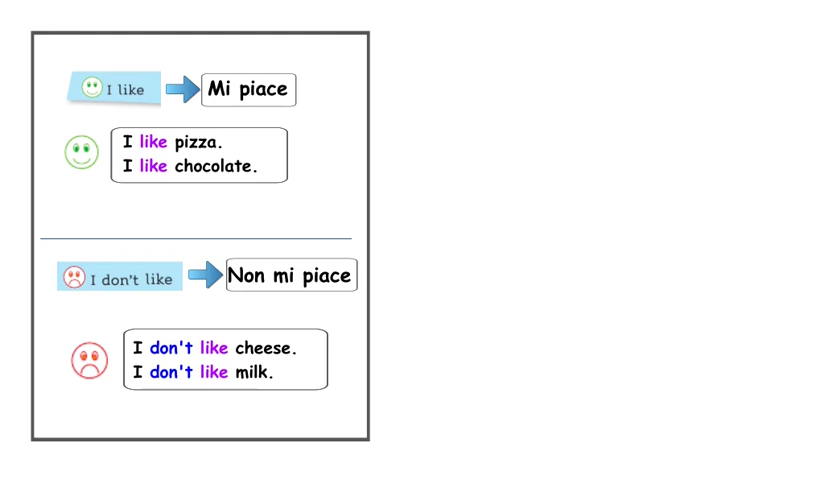 I like
Mi piace
I like pizza.
I like chocolate.
I don't like
Non mi piace
I don't like cheese.
I don't like milk.